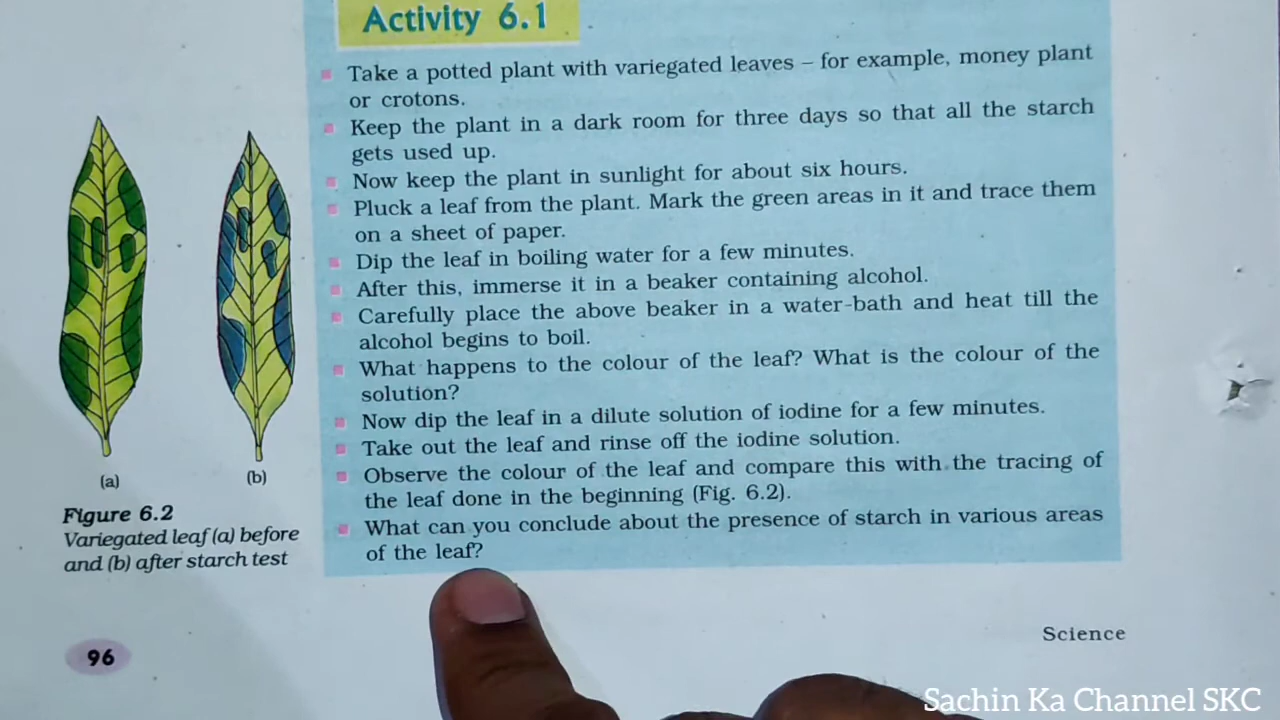 Activity 6.1
Take a potted plant with variegated leaves – for example, money plant
or crotons.
Keep the plant in a dark room for three days so that all the starch
gets used up.
Now keep the plant in sunlight for about six hours.
Pluck a leaf from the plant. Mark the green areas in it and trace them
on a sheet of paper.
Dip the leaf in boiling water for a few minutes.
After this, immerse it in a beaker containing alcohol.
Carefully place the above beaker in a water-bath and heat till the
alcohol begins to boil.
What happens to the colour of the leaf? What is the colour of the
solution?
Now dip the leaf in a dilute solution of iodine for a few minutes.
Take out the leaf and rinse off the iodine solution.
Observe the colour of the leaf and compare this with the tracing of
the leaf done in the beginning (Fig. 6.2).
What can you conclude about the presence of starch in various areas
of the leaf?
(a)
(b)
Figure 6.2
Variegated leaf (a) before
and (b) after starch test
96
Science
Sachin Ka Channel SKC